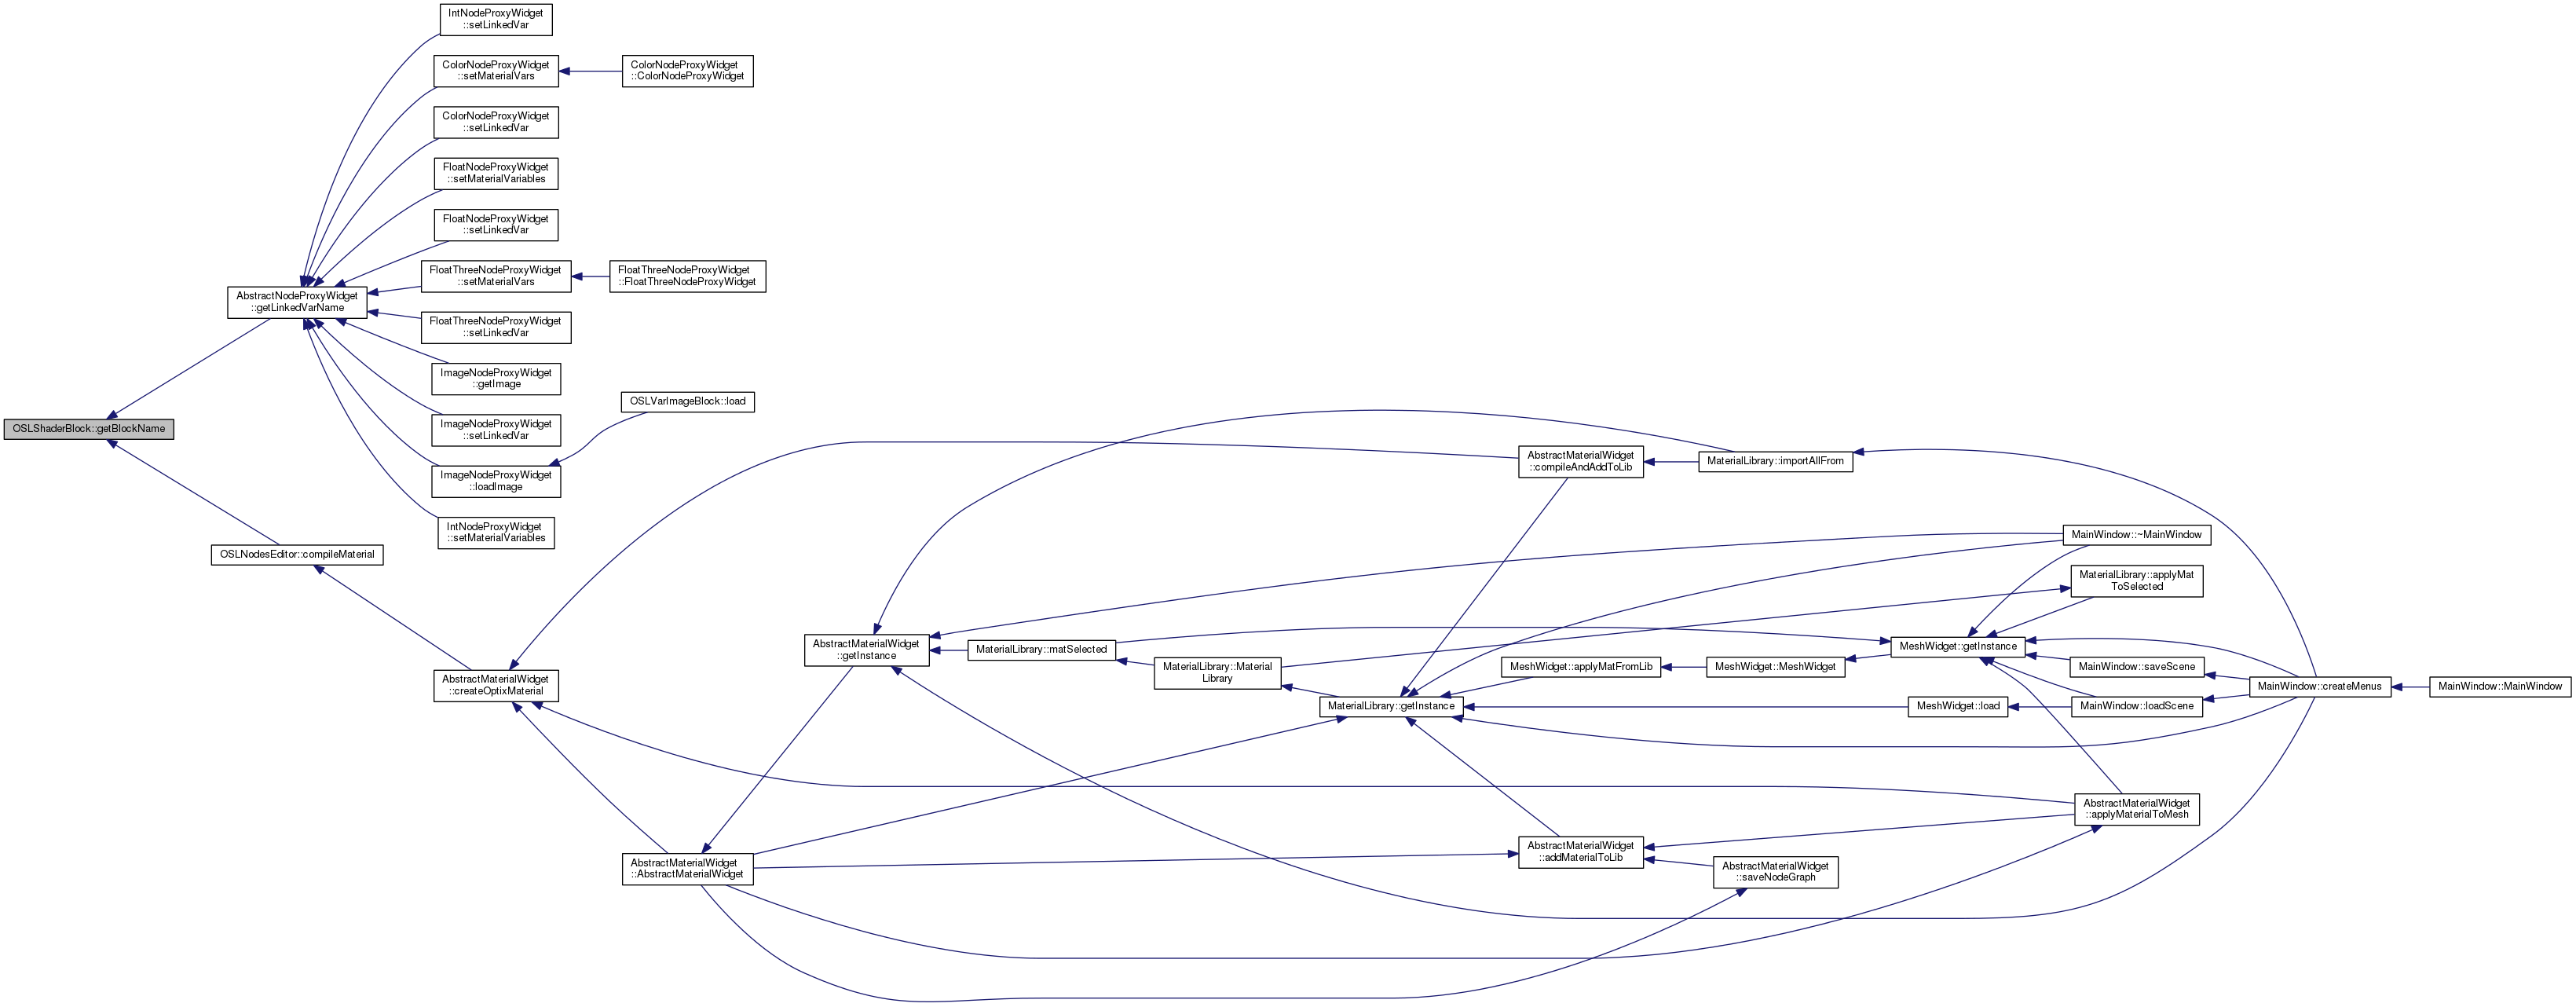 IntNodeProxyWidget
::setLinkedVar
ColorNodeProxyWidget
::setMaterialVars
ColorNodeProxyWidget
::ColorNodeProxyWidget
ColorNodeProxyWidget
::setLinkedVar
FloatNodeProxyWidget
::setMaterialVariables
FloatNodeProxyWidget
::setLinkedVar
FloatThreeNodeProxyWidget
::setMaterialVars
FloatThreeNodeProxyWidget
::FloatThreeNodeProxyWidget
AbstractNodeProxyWidget
::getLinkedVarName
FloatThreeNodeProxyWidget
::setLinkedVar
ImageNodeProxyWidget
::getImage
OSLVarImageBlock::load
OSLShaderBlock::getBlockName
ImageNodeProxyWidget
::setLinkedVar
ImageNodeProxyWidget
::loadImage
IntNodeProxyWidget
::setMaterialVariables
OSLNodesEditor::compileMaterial
AbstractMaterialWidget
::compileAndAddToLib
MaterialLibrary::importAllFrom
MainWindow::~MainWindow
MaterialLibrary::applyMat
ToSelected
AbstractMaterialWidget
::getInstance
MaterialLibrary::matSelected
MeshWidget::getInstance
MaterialLibrary::Material
Library
MeshWidget::applyMatFromLib
MeshWidget::MeshWidget
MainWindow::saveScene
AbstractMaterialWidget
::createOptixMaterial
MaterialLibrary::getInstance
MeshWidget::load
MainWindow::loadScene
MainWindow::createMenus
MainWindow::MainWindow
AbstractMaterialWidget
::applyMaterialToMesh
AbstractMaterialWidget
::AbstractMaterialWidget
AbstractMaterialWidget
::addMaterialToLib
AbstractMaterialWidget
::saveNodeGraph